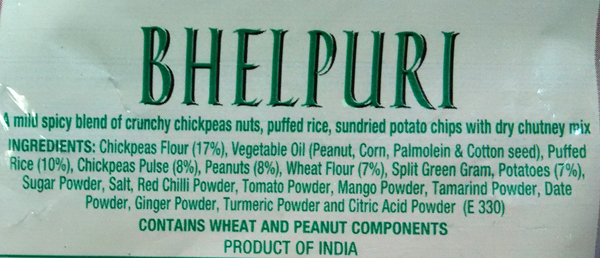 BHELPURI
A mild spicy blend of crunchy chickpeas nuts, puffed rice, sundried potato chips with dry chutney mix
INGREDIENTS: Chickpeas Flour (17%), Vegetable Oil (Peanut, Corn, Palmolein & Cotton seed), Puffed
Rice (10%), Chickpeas Pulse (8%), Peanuts (8%), Wheat Flour (7%), Split Green Gram, Potatoes (7%),
Sugar Powder, Salt, Red Chilli Powder, Tomato Powder, Mango Powder, Tamarind Powder, Date
Powder, Ginger Powder, Turmeric Powder and Citric Acid Powder (E 330)
CONTAINS WHEAT AND PEANUT COMPONENTS
PRODUCT OF INDIA